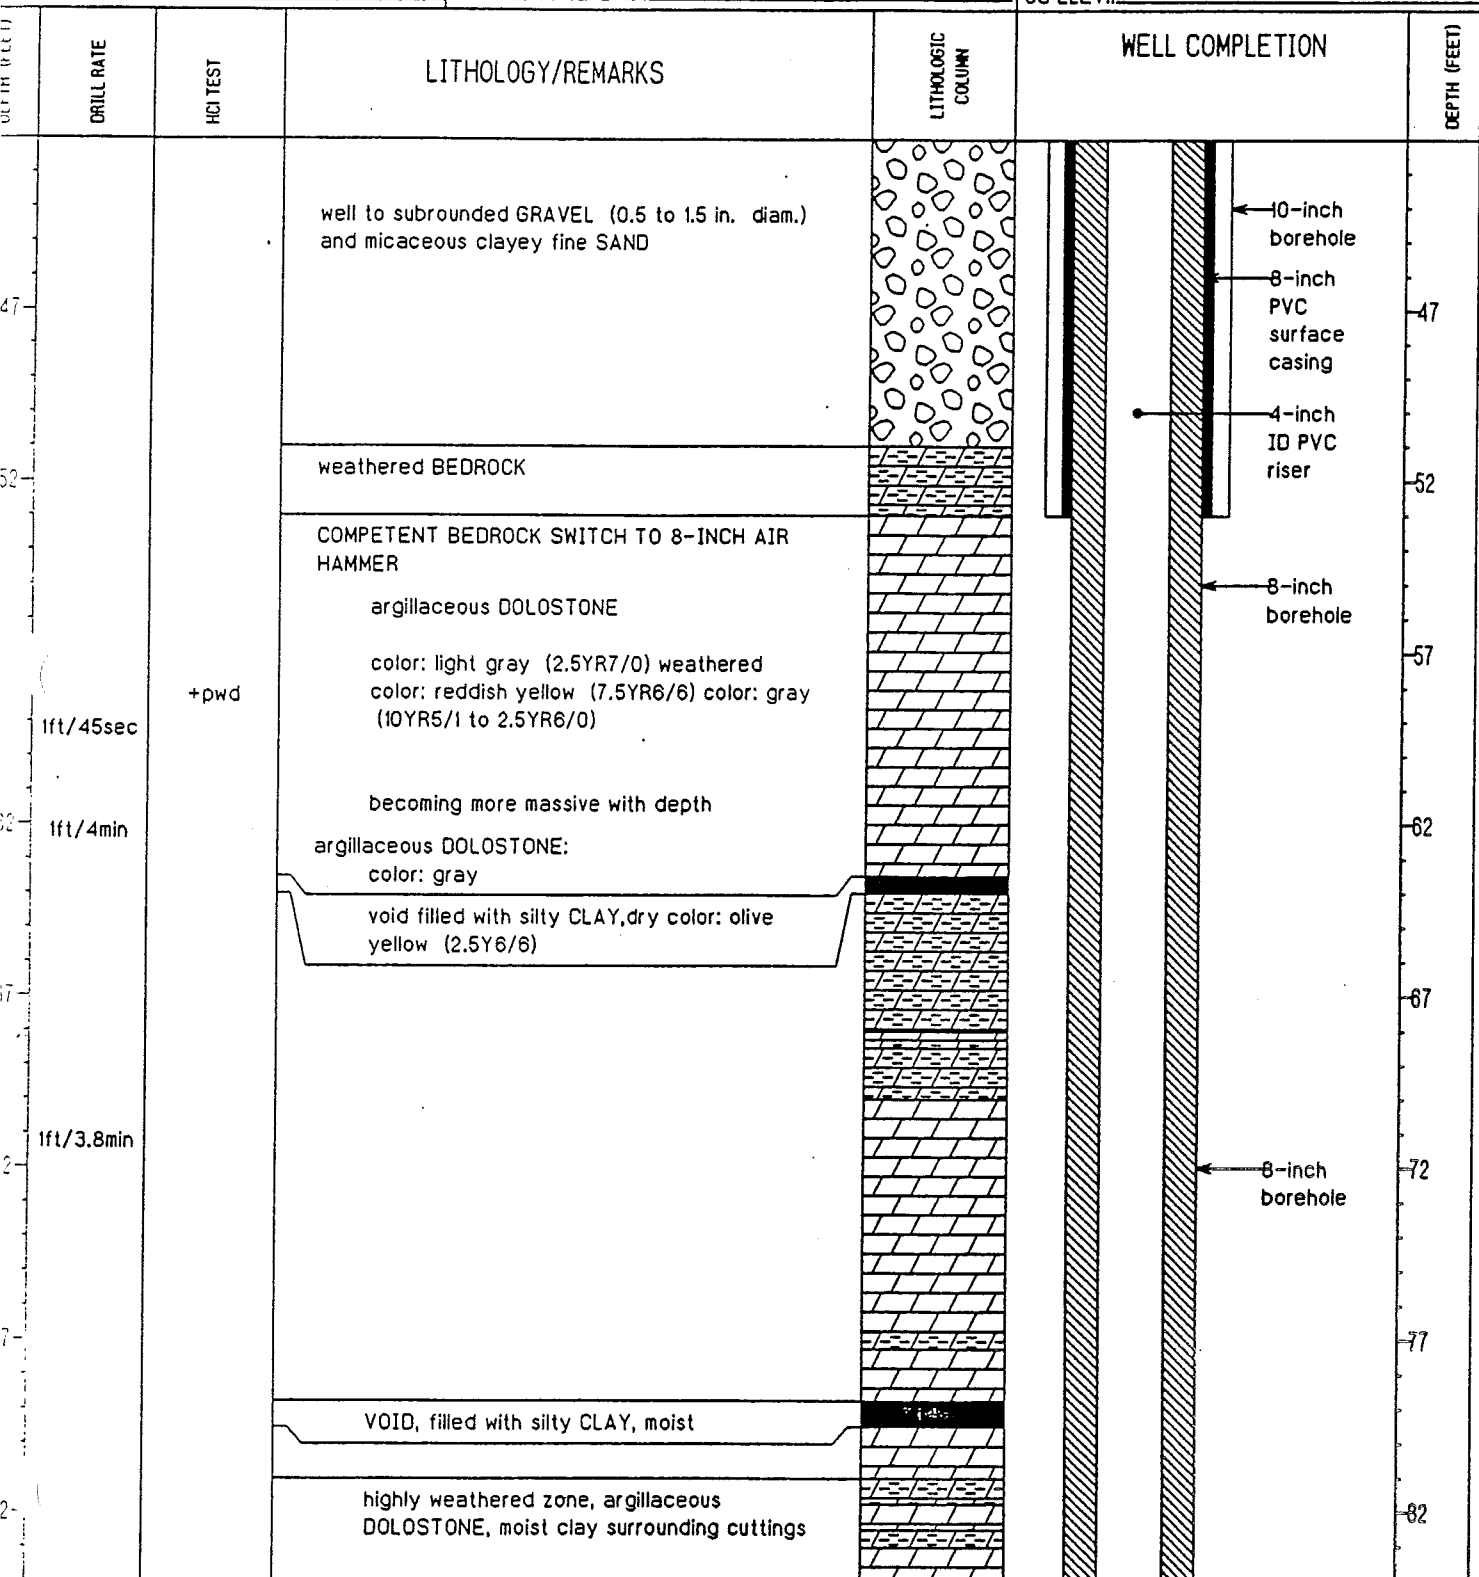 DRILL RATE
HCl TEST
LITHOLOGY/REMARKS
LITHOLOGIC
COLUMN
WELL COMPLETION
DEPTH (FEET)
well to subrounded GRAVEL (0.5 to 1.5 in. diam.)
and micaceous clayey fine SAND
weathered BEDROCK
COMPETENT BEDROCK SWITCH TO 8-INCH AIR
HAMMER
argillaceous DOLOSTONE
color: light gray (2.5YR7/0) weathered
color: reddish yellow (7.5YR6/6) color: gray
(10YR5/1 to 2.5YR6/0)
becoming more massive with depth
argillaceous DOLOSTONE:
color: gray
void filled with silty CLAY,dry color: olive
yellow (2.5Y6/6)
VOID, filled with silty CLAY, moist
highly weathered zone, argillaceous
DOLOSTONE, moist clay surrounding cuttings
+pwd
1ft/45sec
1ft/4min
1ft/3.8min
47
52
10-inch
borehole
8-inch
PVC
surface
casing
4-inch
ID PVC
riser
8-inch
borehole
8-inch
borehole
47
52
57
62
67
72
77
82